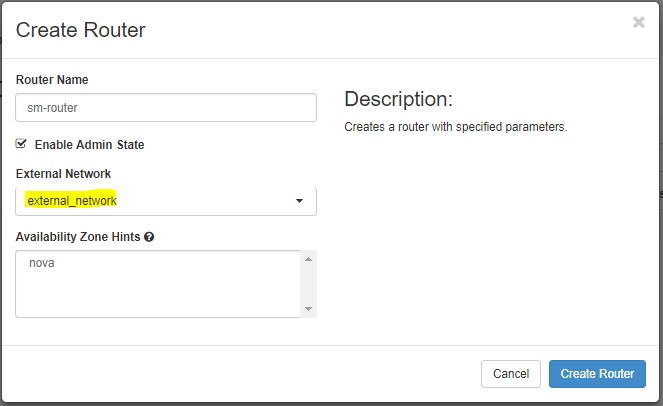 Create Router
×
Router Name
sm-router
Enable Admin State
External Network
external_network
Availability Zone Hints
nova
Description:
Creates a router with specified parameters.
Cancel
Create Router